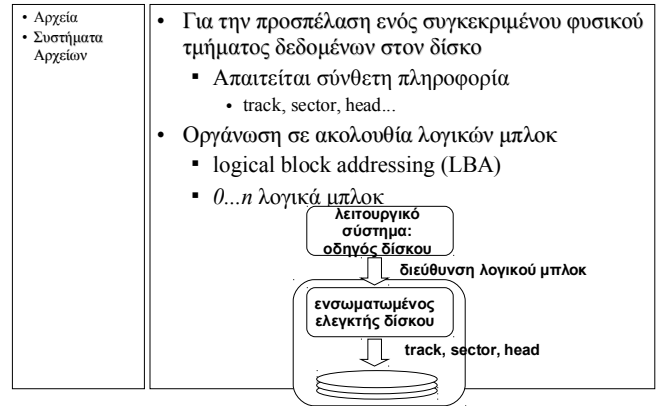 • Αρχεία
• Συστήματα
Αρχείων
• Για την προσπέλαση ενός συγκεκριμένου φυσικού
τμήματος δεδομένων στον δίσκο
▪ Απαιτείται σύνθετη πληροφορία
• track, sector, head...
• Οργάνωση σε ακολουθία λογικών μπλοκ
▪ logical block addressing (LBA)
▪ 0...n λογικά μπλοκ
λειτουργικό
σύστημα:
οδηγός δίσκου
διεύθυνση λογικού μπλοκ
ενσωματωμένος
ελεγκτής δίσκου
track, sector, head